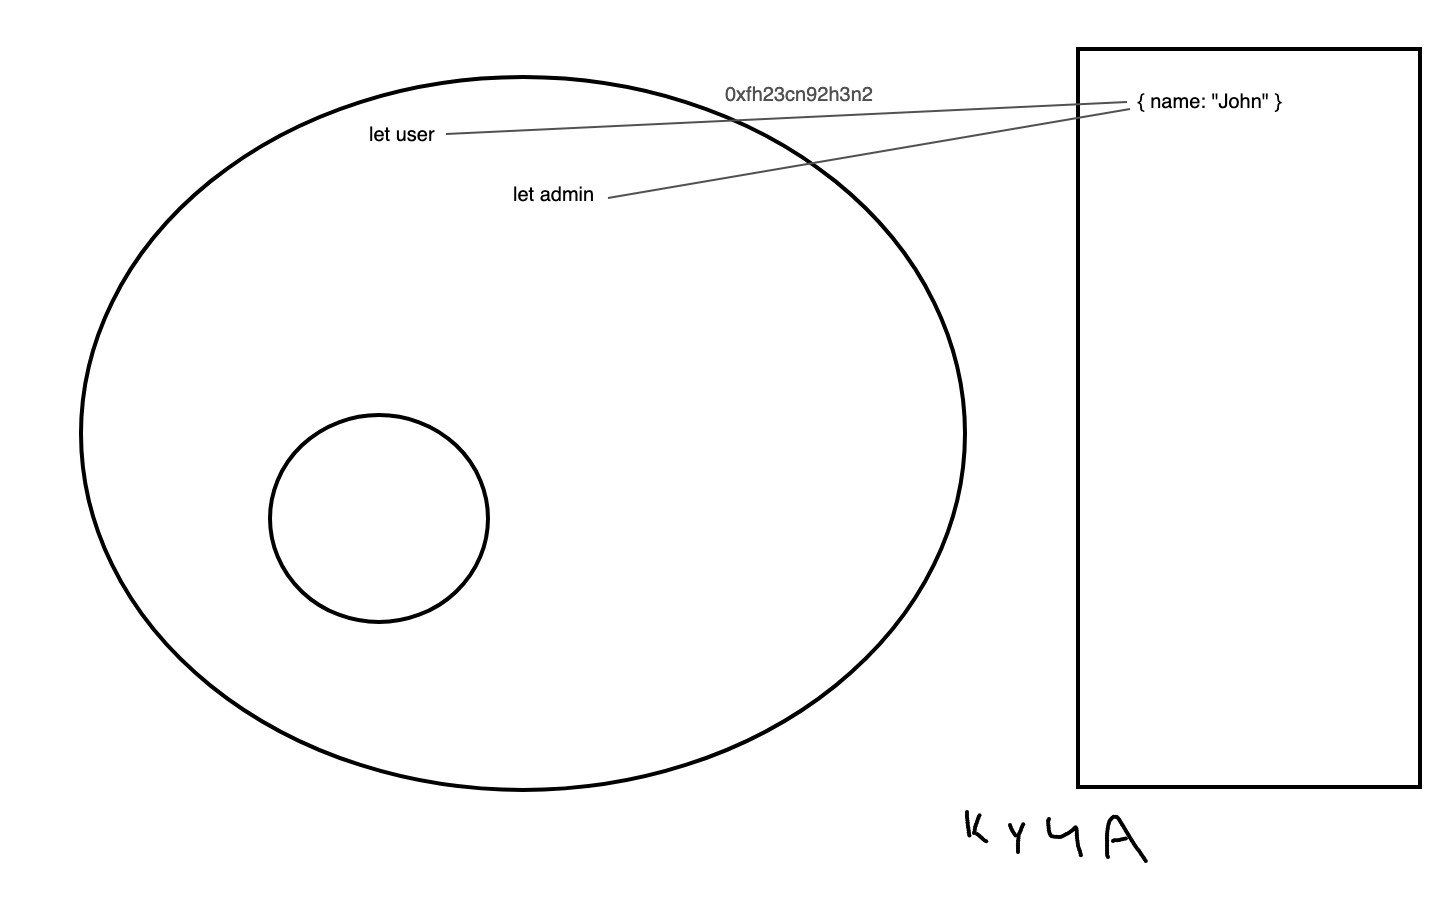 0xfh23cn92h3n2
{ name: "John" }
let user
let admin
КУЧА